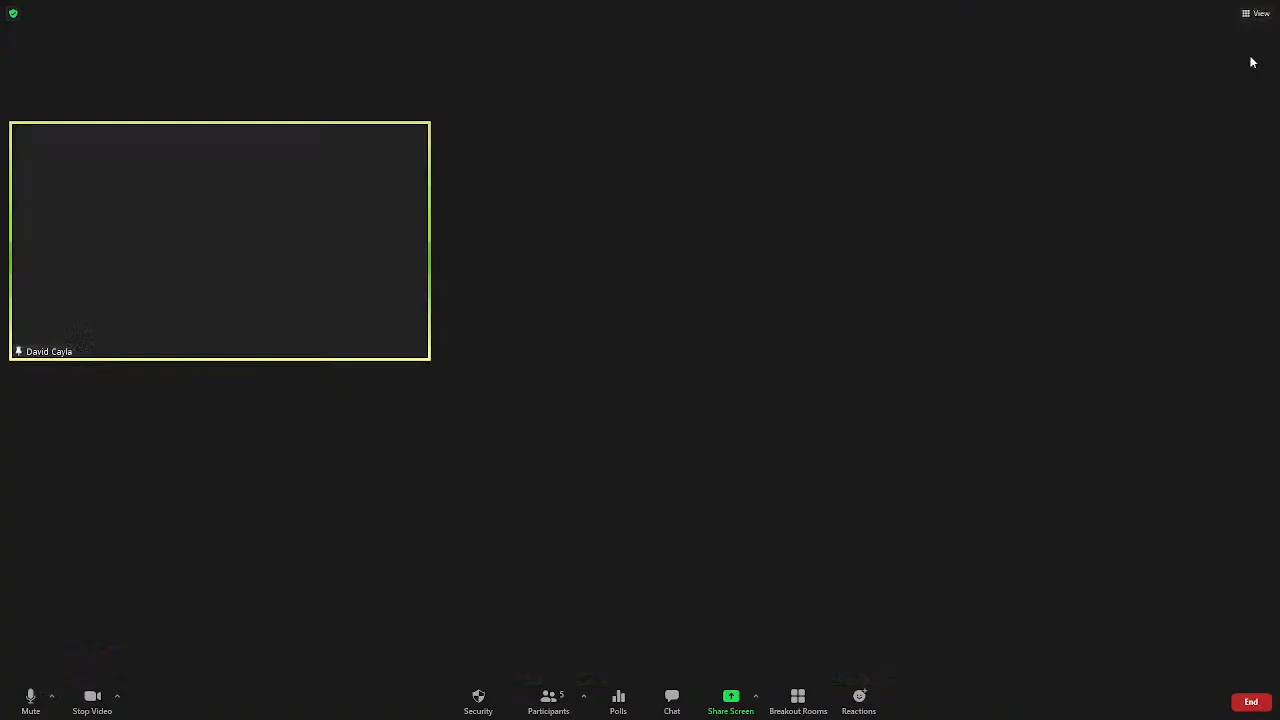 View
David Cayla
5
Mute
Stop Video
Security
Participants
Polls
Chat
Share Screen
Breakout Rooms
Reactions
End